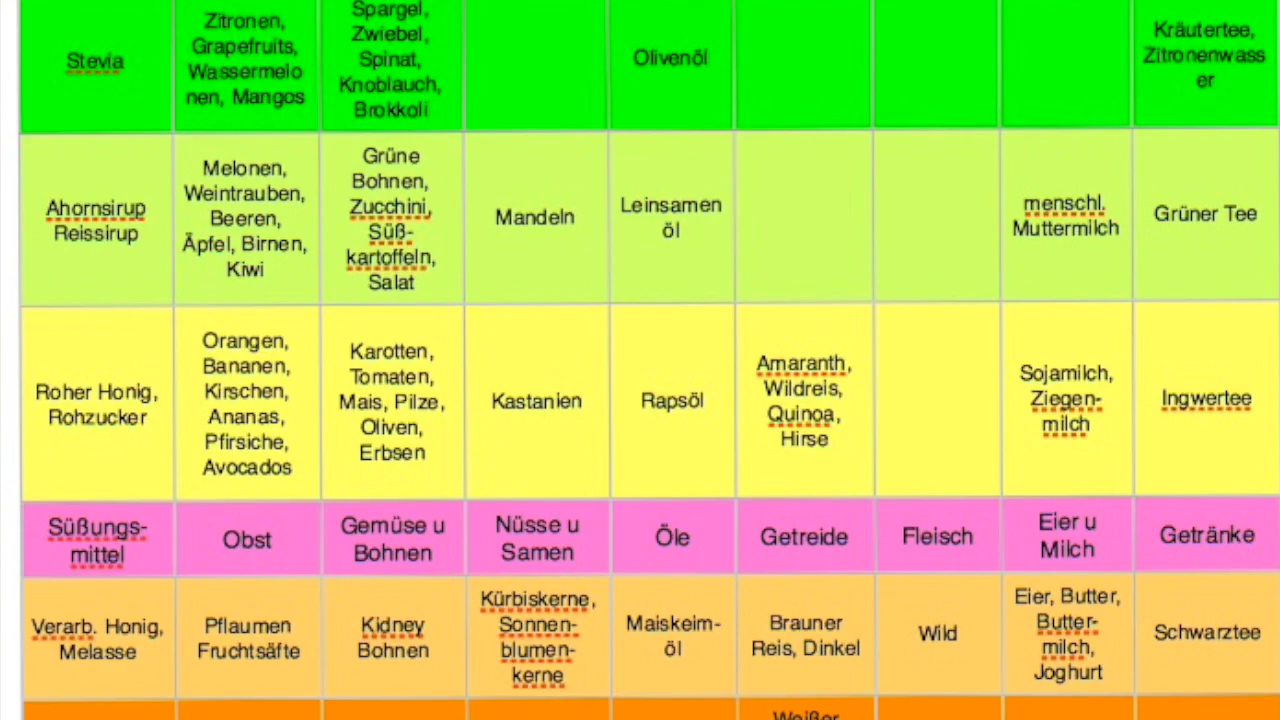 Stevia
Zitronen,
Grapefruits,
Wassermelo
nen, Mangos
Spargel,
Zwiebel,
Spinat,
Knoblauch,
Brokkoli
Olivenöl
Kräutertee,
Zitronenwass
er
Ahornsirup
Reissirup
Melonen,
Weintrauben,
Beeren,
Äpfel, Birnen,
Kiwi
Grüne
Bohnen,
Zucchini,
Süß-
kartoffeln,
Salat
Mandeln
Leinsamen
öl
menschl.
Muttermilch
Grüner Tee
Roher Honig,
Rohzucker
Orangen,
Bananen,
Kirschen,
Ananas,
Pfirsiche,
Avocados
Karotten,
Tomaten,
Mais, Pilze,
Oliven,
Erbsen
Kastanien
Rapsöl
Amaranth,
Wildreis,
Quinoa,
Hirse
Sojamilch,
Ziegen-
milch
Ingwertee
Süßungs-
mittel
Obst
Gemüse u
Bohnen
Nüsse u
Samen
Öle
Getreide
Fleisch
Eier u
Milch
Getränke
Verarb. Honig,
Melasse
Pflaumen
Fruchtsäfte
Kidney
Bohnen
Kürbiskerne,
Sonnen-
blumen-
kerne
Maiskeim-
öl
Brauner
Reis, Dinkel
Wild
Eier, Butter,
Butter-
milch,
Joghurt
Schwarztee
Weißer